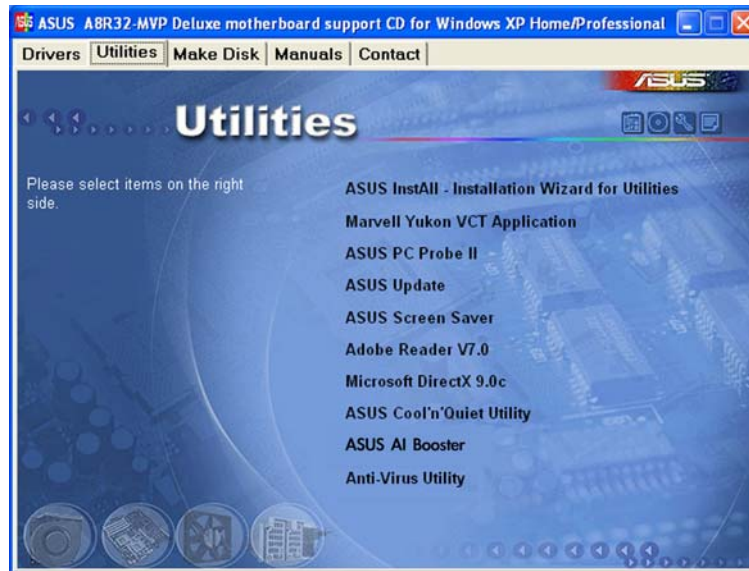 ASUS A8R32-MVP Deluxe motherboard support CD for Windows XP Home/Professional
Drivers Utilities Make Disk Manuals Contact
ASUS
Utilities
Please select items on the right
side.
ASUS InstAll - Installation Wizard for Utilities
Marvell Yukon VCT Application
ASUS PC Probe II
ASUS Update
ASUS Screen Saver
Adobe Reader V7.0
Microsoft DirectX 9.0c
ASUS Cool'n'Quiet Utility
ASUS AI Booster
Anti-Virus Utility